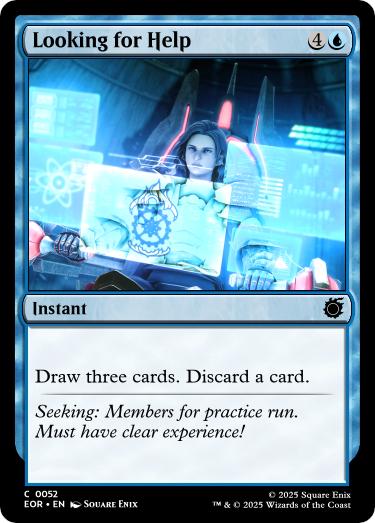 Looking for Help 4
Instant
Draw three cards. Discard a card.
Seeking: Members for practice run.
Must have clear experience!
C 0052
EOR • EN Square Enix
© 2025 Square Enix
™ & © 2025 Wizards of the Coast